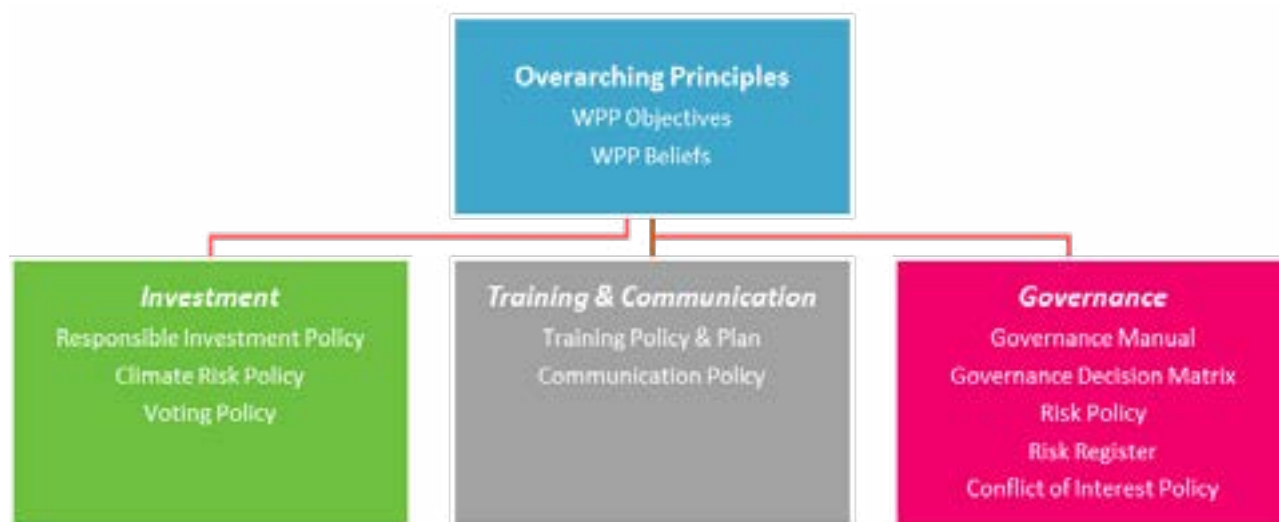 Overarching Principles
WPP Objectives
WPP Beliefs
Investment
Responsible Investment Policy
Climate Risk Policy
Voting Policy
Training & Communication
Training Policy & Plan
Communication Policy
Governance
Governance Manual
Governance Decision Matrix
Risk Policy
Risk Register
Conflict of Interest Policy